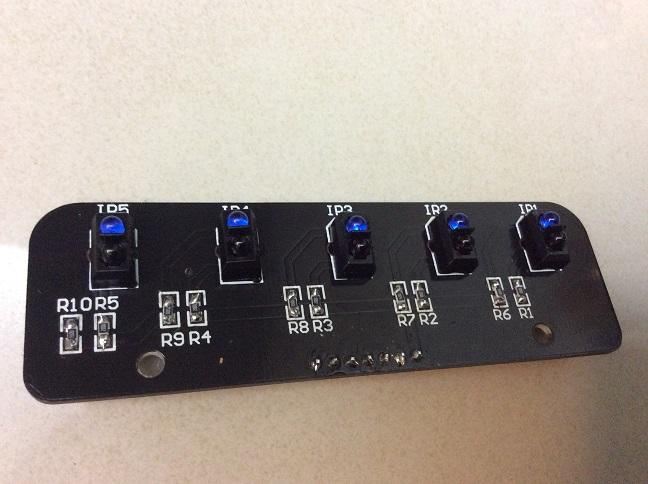 IR5 IR4 IR3 IR2 IR1
R10 R5
R9 R4
R8 R3
R7 R2
R6 R1